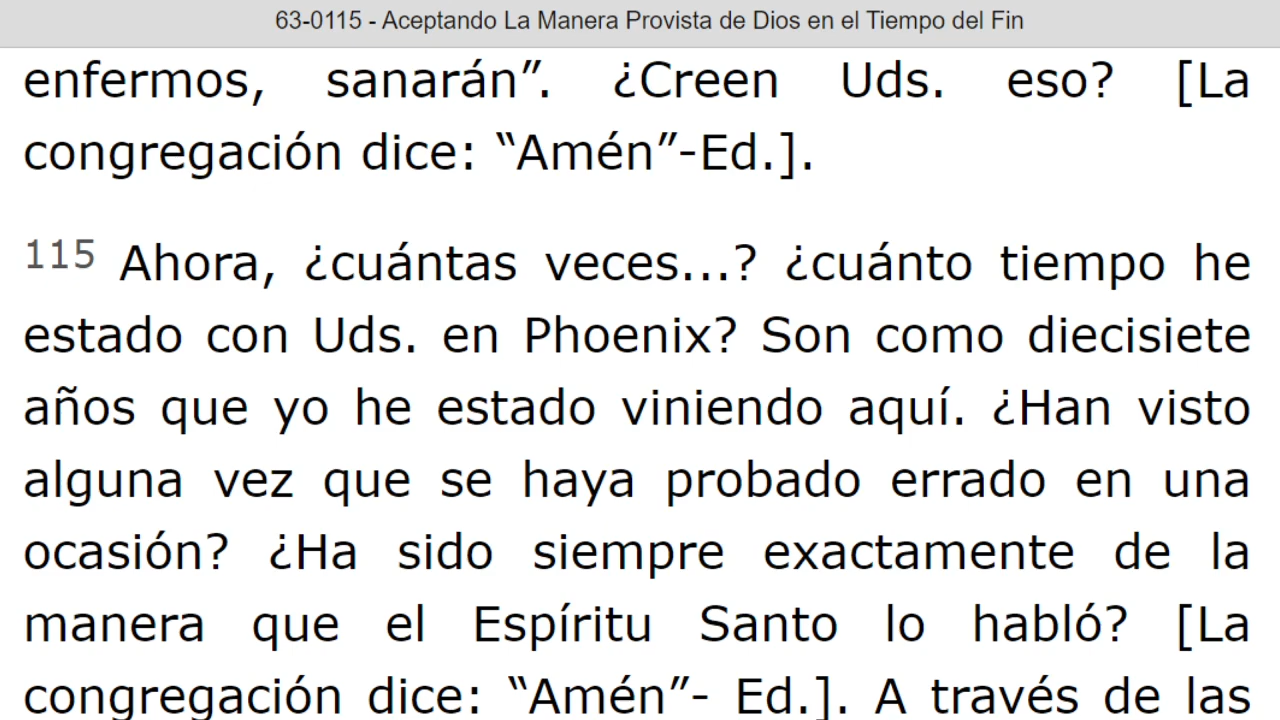 63-0115 - Aceptando La Manera Provista de Dios en el Tiempo del Fin
enfermos, sanarán”. ¿Creen Uds. eso? [La
congregación dice: “Amén”-Ed.].
115 Ahora, ¿cuántas veces...? ¿cuánto tiempo he
estado con Uds. en Phoenix? Son como diecisiete
años que yo he estado viniendo aquí. ¿Han visto
alguna vez que se haya probado errado en una
ocasión? ¿Ha sido siempre exactamente de la
manera que el Espíritu Santo lo habló? [La
congregación dice: “Amén”- Ed.]. A través de las